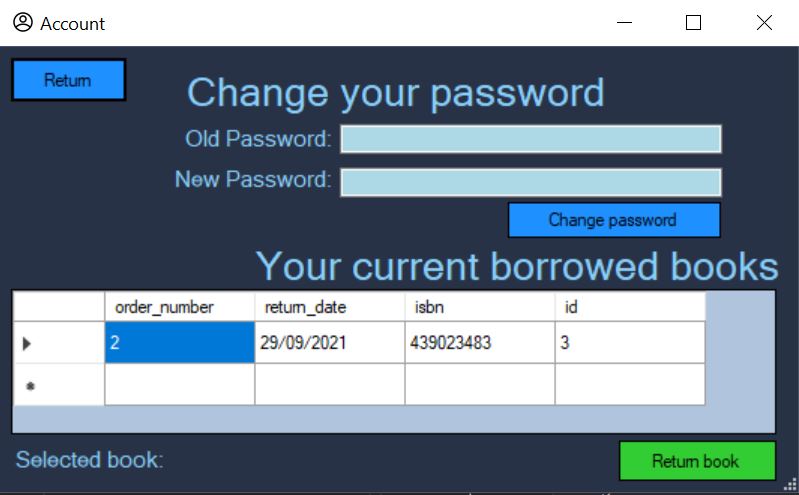 Account
Return
Change your password
Old Password:
New Password:
Change password
Your current borrowed books
order_number return_date isbn id
2 29/09/2021 439023483 3
Selected book:
Return book